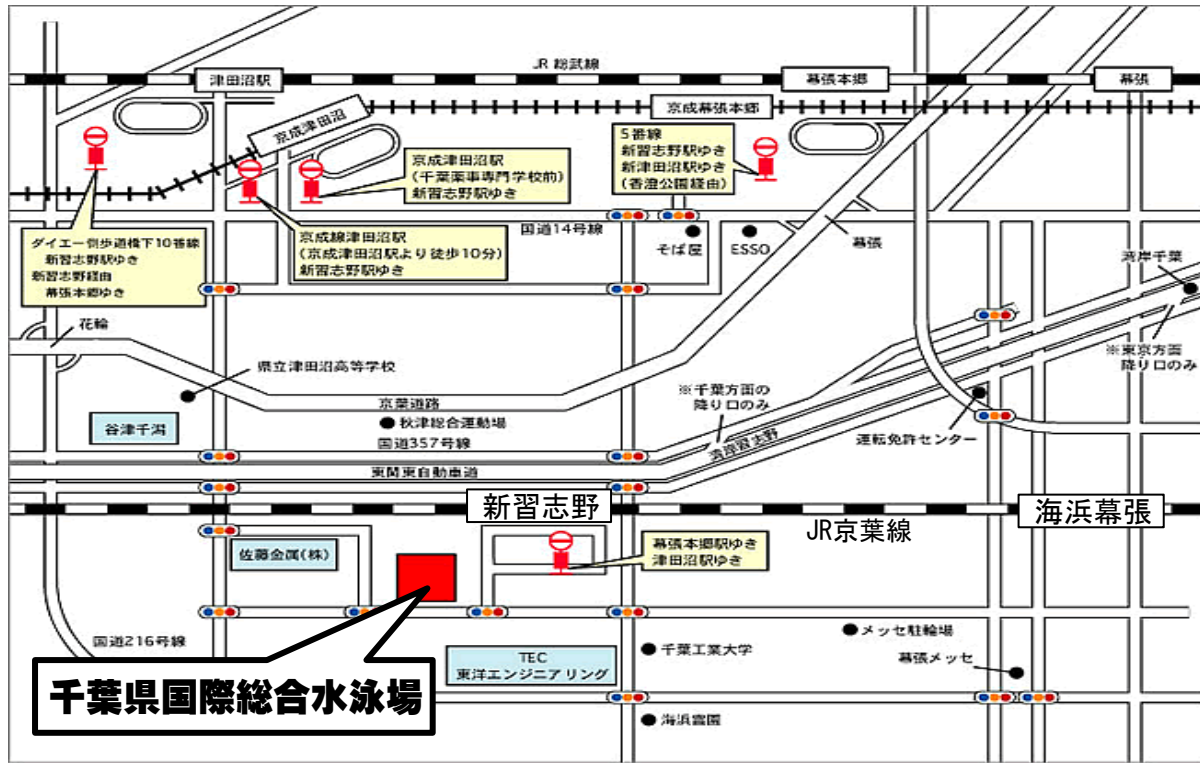 JR 総武線
津田沼駅
幕張本郷
幕張
京成津田沼
京成幕張本郷
5番線
新習志野駅ゆき
新津田沼駅ゆき
(香澄公園経由)
京成津田沼駅
(千葉薬事専門学校前)
新習志野駅ゆき
国道14号線
そば屋
ESSO
幕張
京成線津田沼駅
(京成津田沼駅より徒歩10分)
新習志野駅ゆき
ダイエー側歩道橋下10番線
新習志野駅ゆき
新習志野経由
幕張本郷ゆき
湾岸千葉
花輪
※東京方面
降り口のみ
県立津田沼高等学校
※千葉方面の
降り口のみ
京葉道路
秋津総合運動場
谷津干潟
国道357号線
湾岸習志野
運転免許センター
東関東自動車道
新習志野
海浜幕張
JR京葉線
佐藤金属(株)
幕張本郷駅ゆき
津田沼駅ゆき
国道216号線
メッセ駐輪場
千葉工業大学
幕張メッセ
TEC
東洋エンジニアリング
千葉県国際総合水泳場
海浜霊園